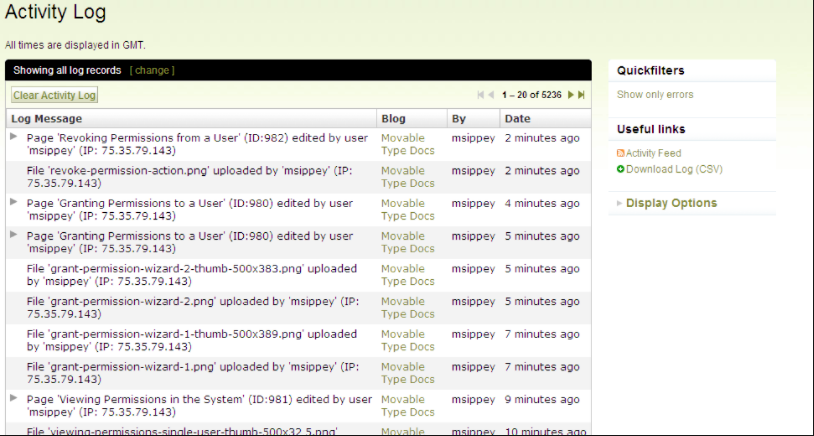 Activity Log
All times are displayed in GMT.
Showing all log records [ change ]
Clear Activity Log
1 – 20 of 5236
Log Message Blog By Date
Page 'Revoking Permissions from a User' (ID:982) edited by user Movable msippey 2 minutes ago
'msippey' (IP: 75.35.79.143) Type Docs
File 'revoke-permission-action.png' uploaded by 'msippey' (IP: Movable msippey 2 minutes ago
75.35.79.143) Type Docs
Page 'Granting Permissions to a User' (ID:980) edited by user Movable msippey 4 minutes ago
'msippey' (IP: 75.35.79.143) Type Docs
Page 'Granting Permissions to a User' (ID:980) edited by user Movable msippey 5 minutes ago
'msippey' (IP: 75.35.79.143) Type Docs
File 'grant-permission-wizard-2-thumb-500x383.png' uploaded Movable msippey 5 minutes ago
by 'msippey' (IP: 75.35.79.143) Type Docs
File 'grant-permission-wizard-2.png' uploaded by 'msippey' (IP: Movable msippey 5 minutes ago
75.35.79.143) Type Docs
File 'grant-permission-wizard-1-thumb-500x389.png' uploaded Movable msippey 7 minutes ago
by 'msippey' (IP: 75.35.79.143) Type Docs
File 'grant-permission-wizard-1.png' uploaded by 'msippey' (IP: Movable msippey 7 minutes ago
75.35.79.143) Type Docs
Page 'Viewing Permissions in the System' (ID:981) edited by user Movable msippey 9 minutes ago
'msippey' (IP: 75.35.79.143) Type Docs
File 'viewing-permissions-single-user-thumb-500x32 5.png' Movable msippey 10 minutes ago
Quickfilters
Show only errors
Useful links
Activity Feed
Download Log (CSV)
Display Options